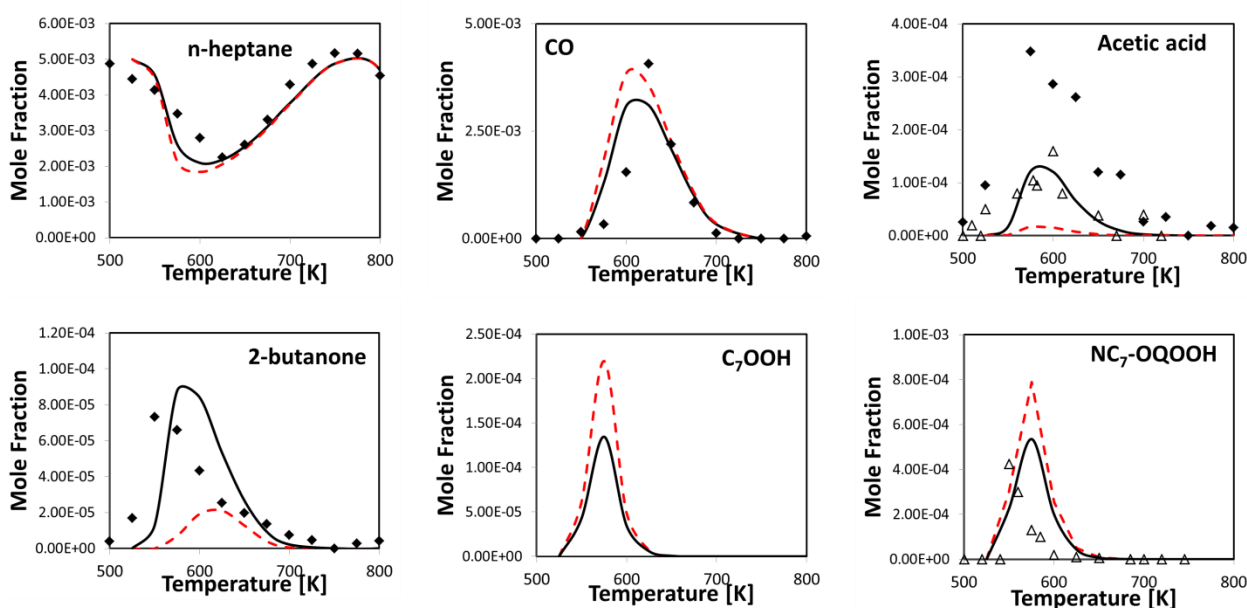 6.00E-03
5.00E-03
4.00E-03
3.00E-03
2.00E-03
1.00E-03
0.00E+00
Mole Fraction
n-heptane
500 600 700 800
Temperature [K]
5.00E-03
2.50E-03
0.00E+00
Mole Fraction
CO
500 600 700 800
Temperature [K]
4.00E-04
3.00E-04
2.00E-04
1.00E-04
0.00E+00
Mole Fraction
Acetic acid
500 600 700 800
Temperature [K]
1.20E-04
1.00E-04
8.00E-05
6.00E-05
4.00E-05
2.00E-05
0.00E+00
Mole Fraction
2-butanone
500 600 700 800
Temperature [K]
2.50E-04
2.00E-04
1.50E-04
1.00E-04
5.00E-05
0.00E+00
Mole Fraction
C₇OOH
500 600 700 800
Temperature [K]
1.00E-03
8.00E-04
6.00E-04
4.00E-04
2.00E-04
0.00E+00
Mole Fraction
NC₇-OQOOH
500 600 700 800
Temperature [K]